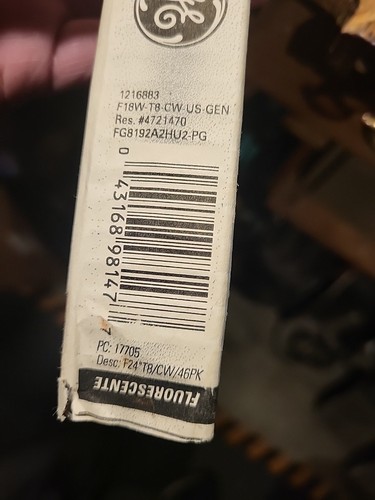 1216883
F18W-T8-CW-US-GEN
Res. #4721470
FG8192A2HU2-PG
0 43168 98147 7
PC: 17705
Desc: F24"T8/CW/46PK
FLUORESCENTE